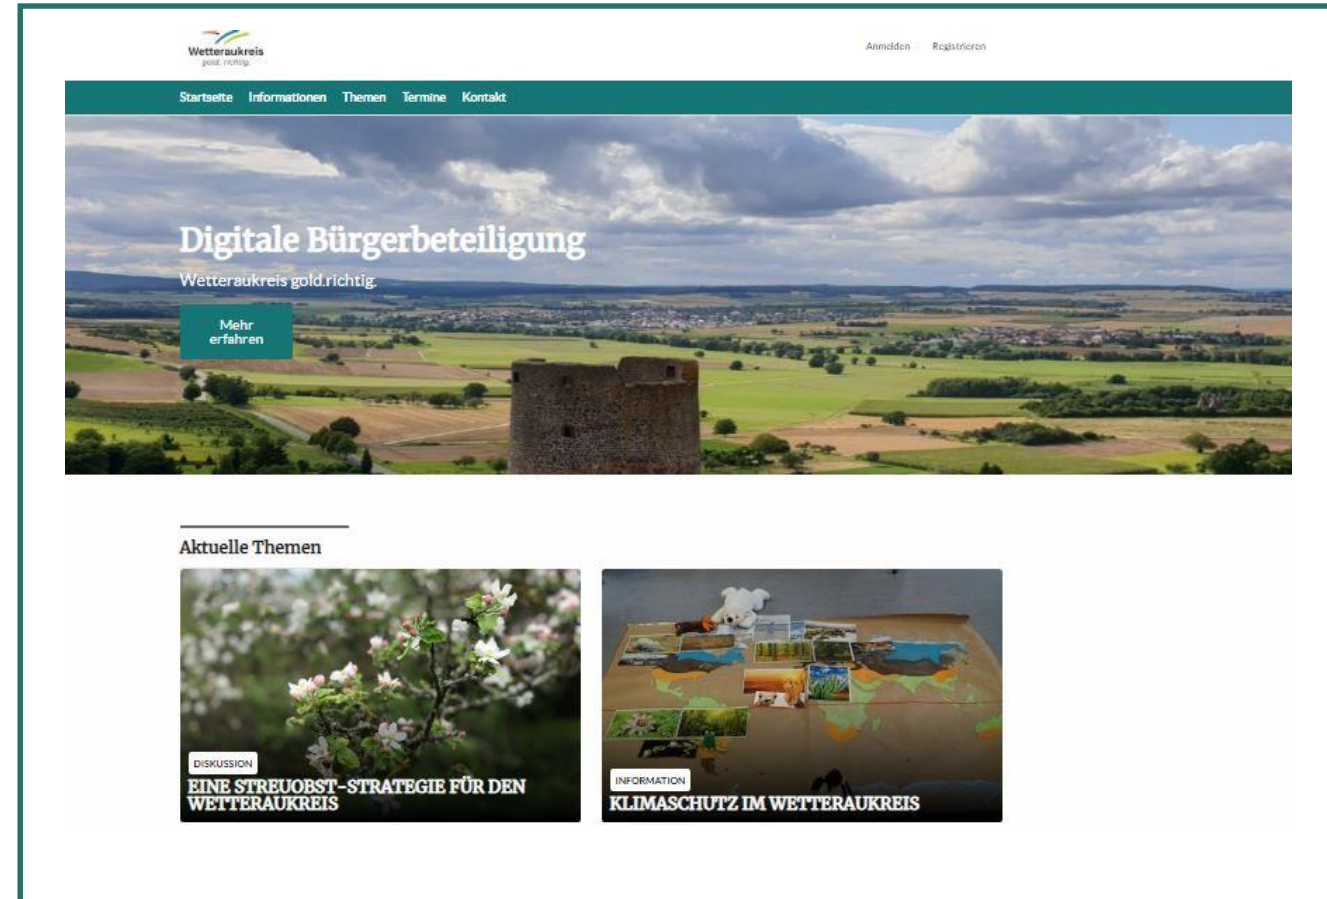 Wetteraukreis
gold. richtig.
Anmelden Registrieren
Startseite Informationen Themen Termine Kontakt
Digitale Bürgerbeteiligung
Wetteraukreis gold.richtig.
Mehr
erfahren
Aktuelle Themen
DISKUSSION
EINE STREUOBST-STRATEGIE FÜR DEN
WETTERAUKREIS
INFORMATION
KLIMASCHUTZ IM WETTERAUKREIS